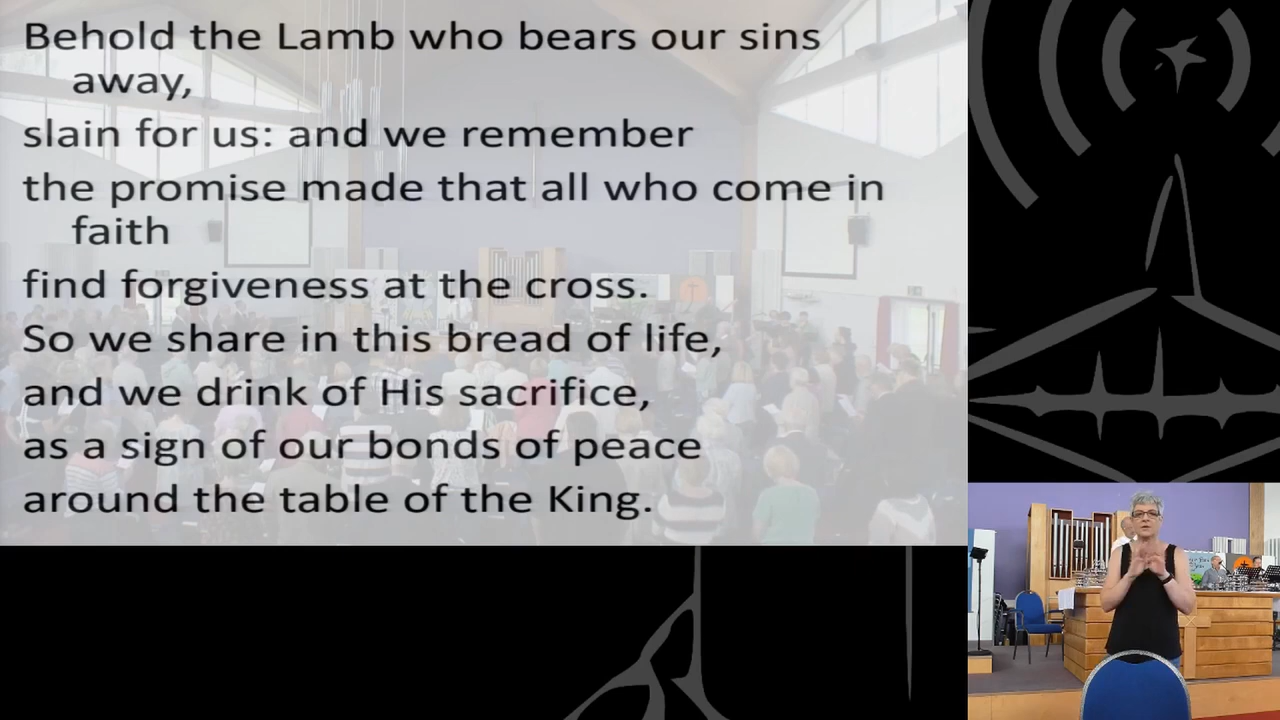 Behold the Lamb who bears our sins
away,
slain for us: and we remember
the promise made that all who come in
faith
find forgiveness at the cross.
So we share in this bread of life,
and we drink of His sacrifice,
as a sign of our bonds of peace
around the table of the King.